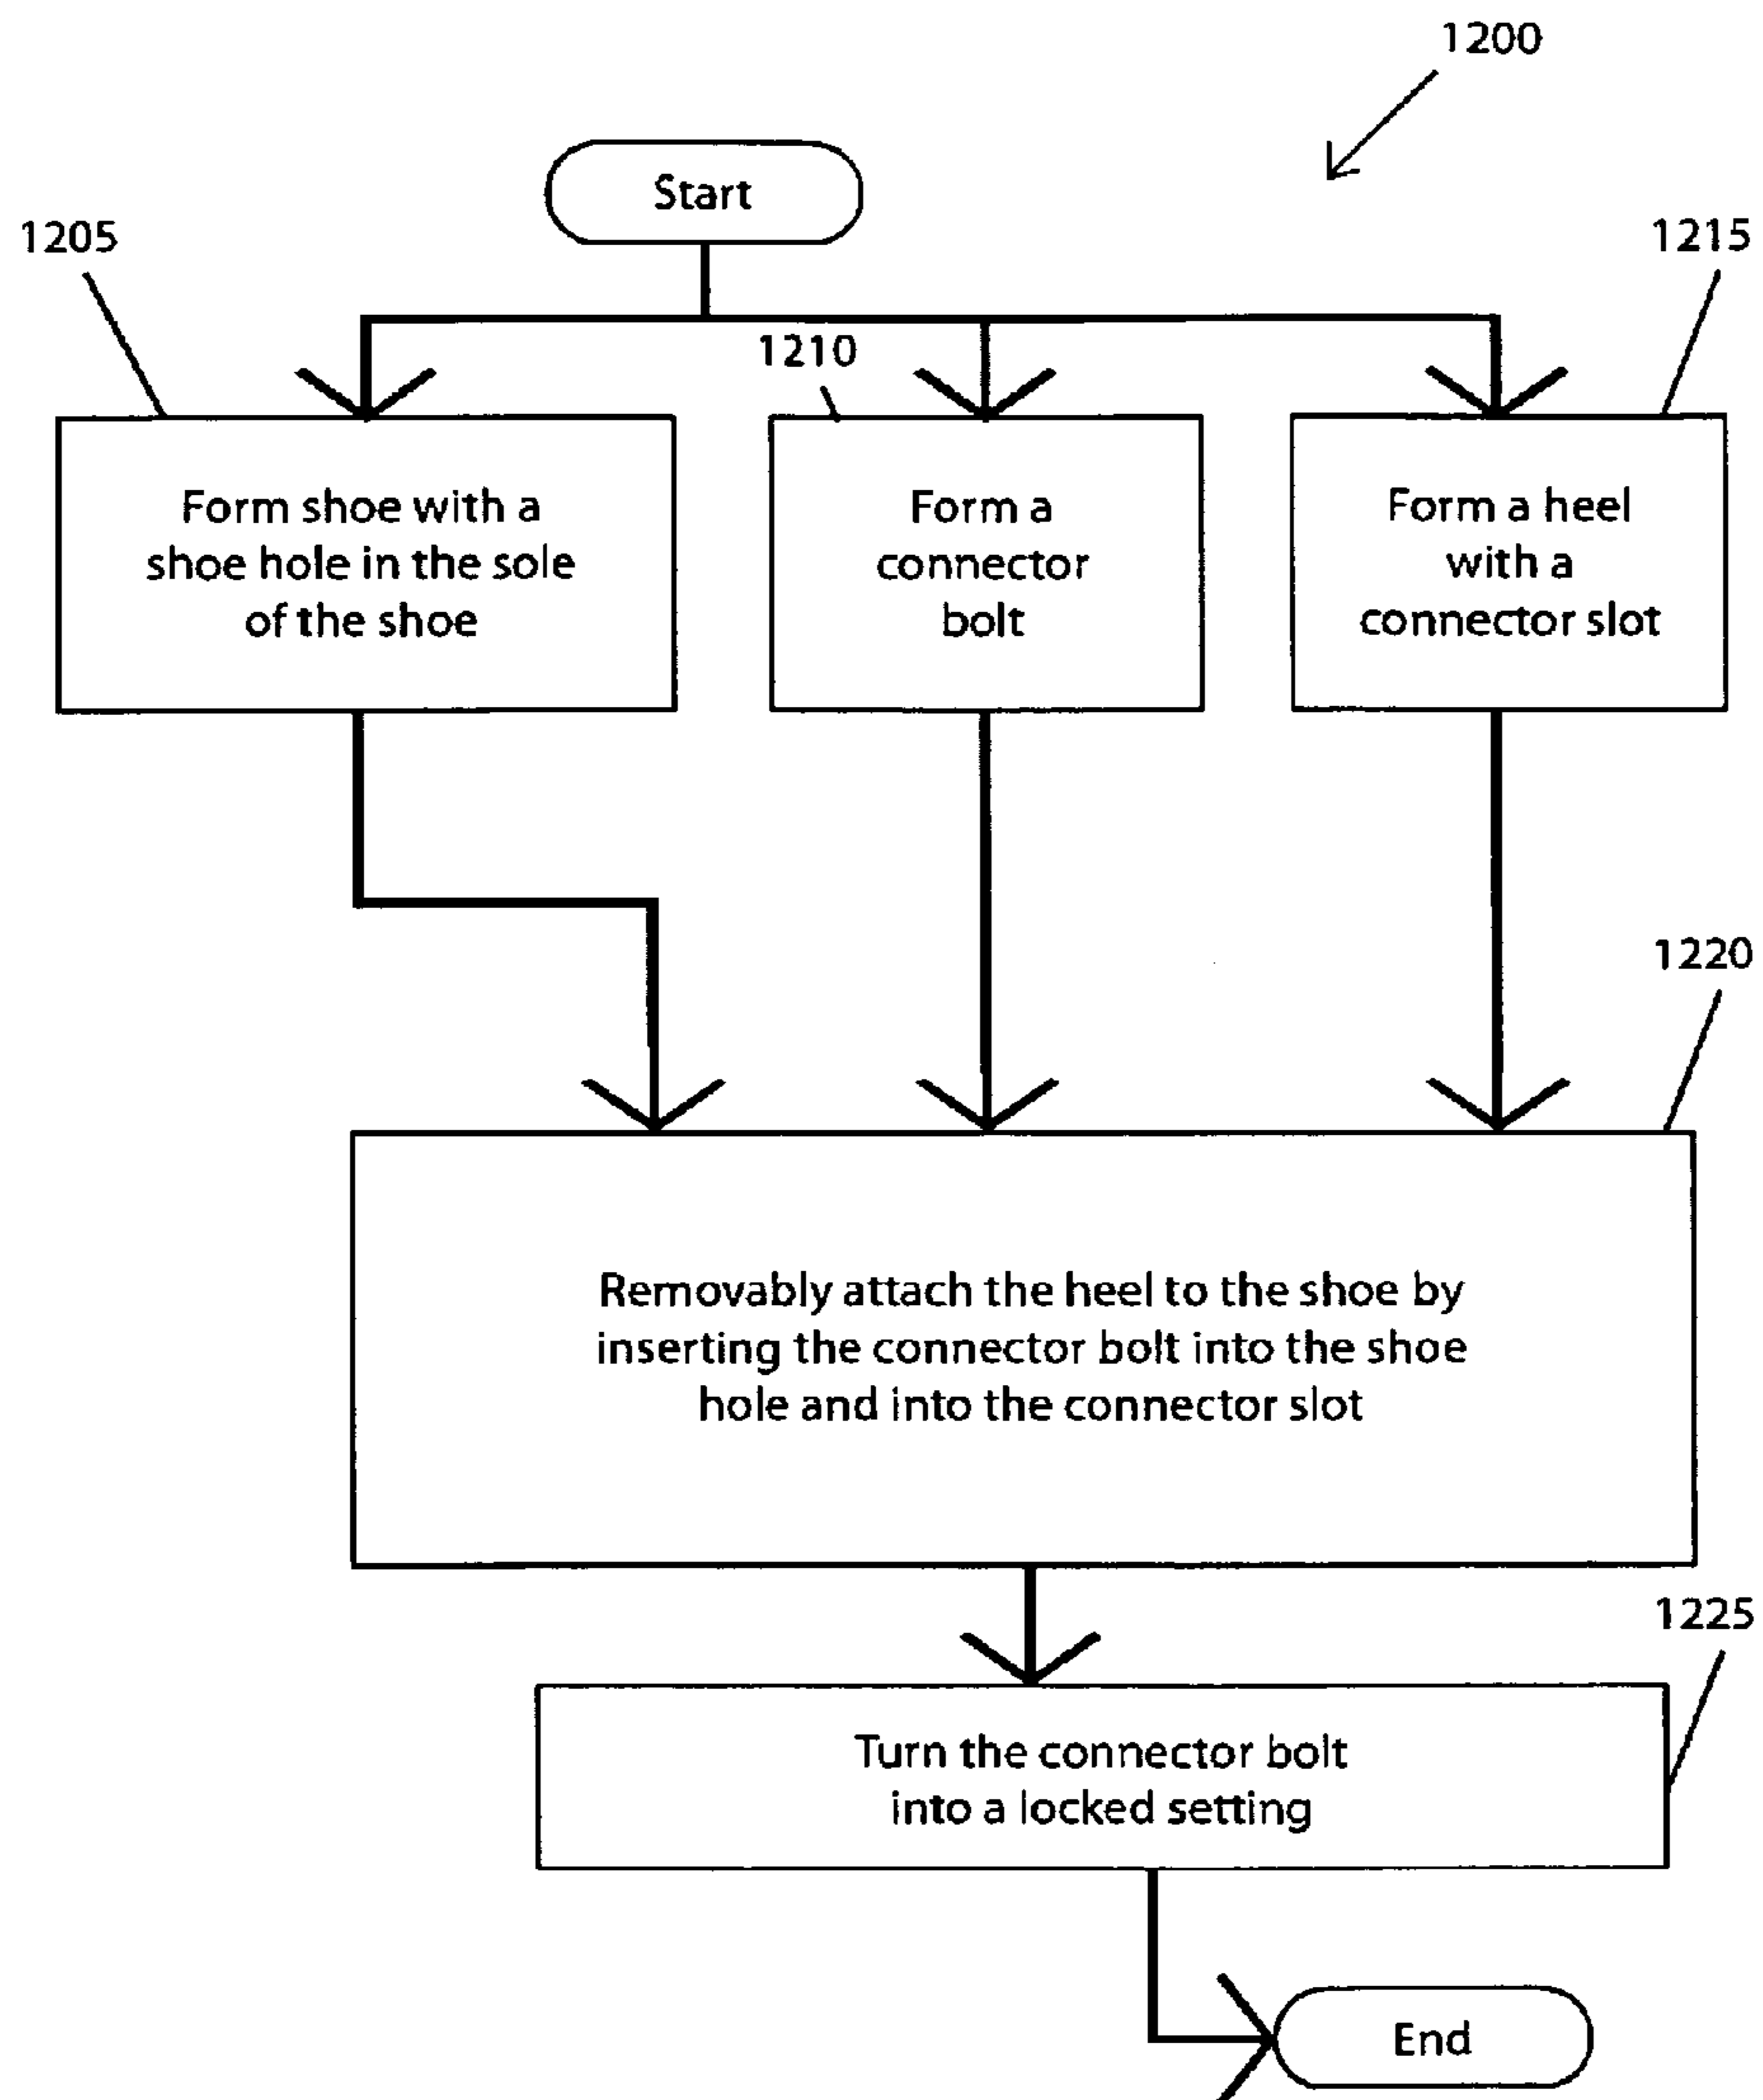 1200
Start
1205
1215
1210
Form shoe with a
shoe hole in the sole
of the shoe
Form a
connector
bolt
Form a heel
with a
connector slot
1220
Removably attach the heel to the shoe by
inserting the connector bolt into the shoe
hole and into the connector slot
1225
Turn the connector bolt
into a locked setting
End